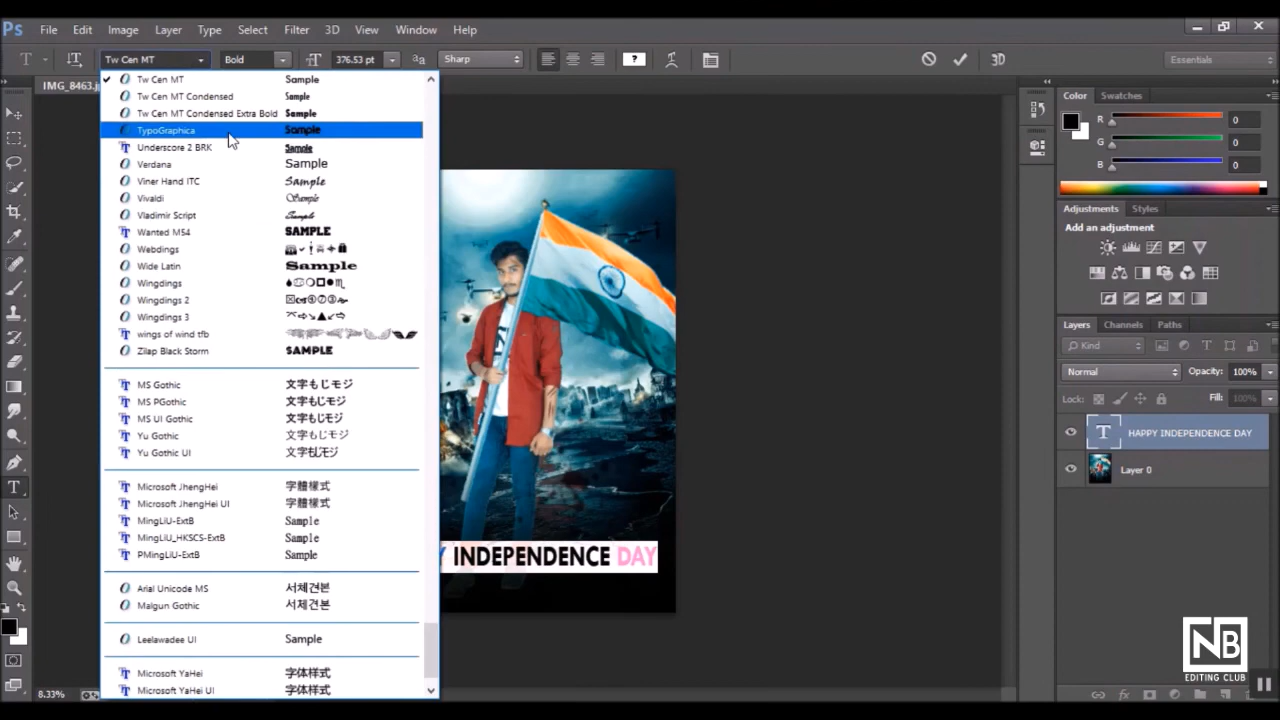 Ps File Edit Image Layer Type Select Filter 3D View Window Help
T Tw Cen MT Bold 376.53 pt aa Sharp ? 3D Essentials
IMG_8463.j
Tw Cen MT Sample
Tw Cen MT Condensed Sample
Tw Cen MT Condensed Extra Bold Sample
TypoGraphica Sample
Underscore 2 BRK Sample
Verdana Sample
Viner Hand ITC Sample
Vivaldi Sample
Vladimir Script Sample
Wanted M54 SAMPLE
Webdings
Wide Latin Sample
Wingdings
Wingdings 2
Wingdings 3
wings of wind tfb
Zilap Black Storm SAMPLE
MS Gothic 文字もじモジ
MS PGothic 文字もじモジ
MS UI Gothic 文字もじモジ
Yu Gothic 文字もじモジ
Yu Gothic UI 文字もじモジ
Microsoft JhengHei 字體樣式
Microsoft JhengHei UI 字體樣式
MingLiU-ExtB Sample
MingLiU_HKSCS-ExtB Sample
PMingLiU-ExtB Sample
Arial Unicode MS 서체견본
Malgun Gothic 서체견본
Leelawadee UI Sample
Microsoft YaHei 字体样式
Microsoft YaHei UI 字体样式
8.33%
Y INDEPENDENCE DAY
Color Swatches
R 0
G 0
B 0
Adjustments Styles
Add an adjustment
Layers Channels Paths
Kind
Normal Opacity: 100%
Lock: Fill: 100%
T HAPPY INDEPENDENCE DAY
Layer 0
NB
EDITING CLUB